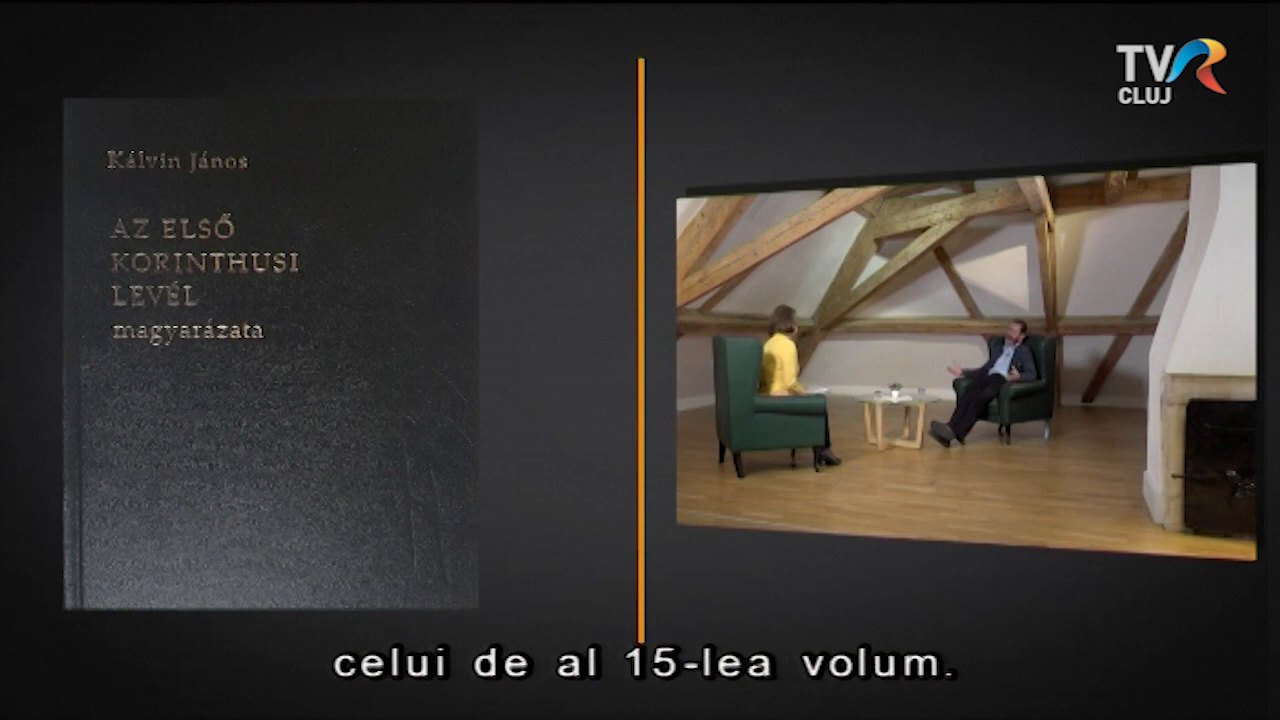 TVR
CLUJ
Kálvin János
AZ ELSŐ
KORINTHUSI
LEVÉL
magyarázata
celui de al 15-lea volum.